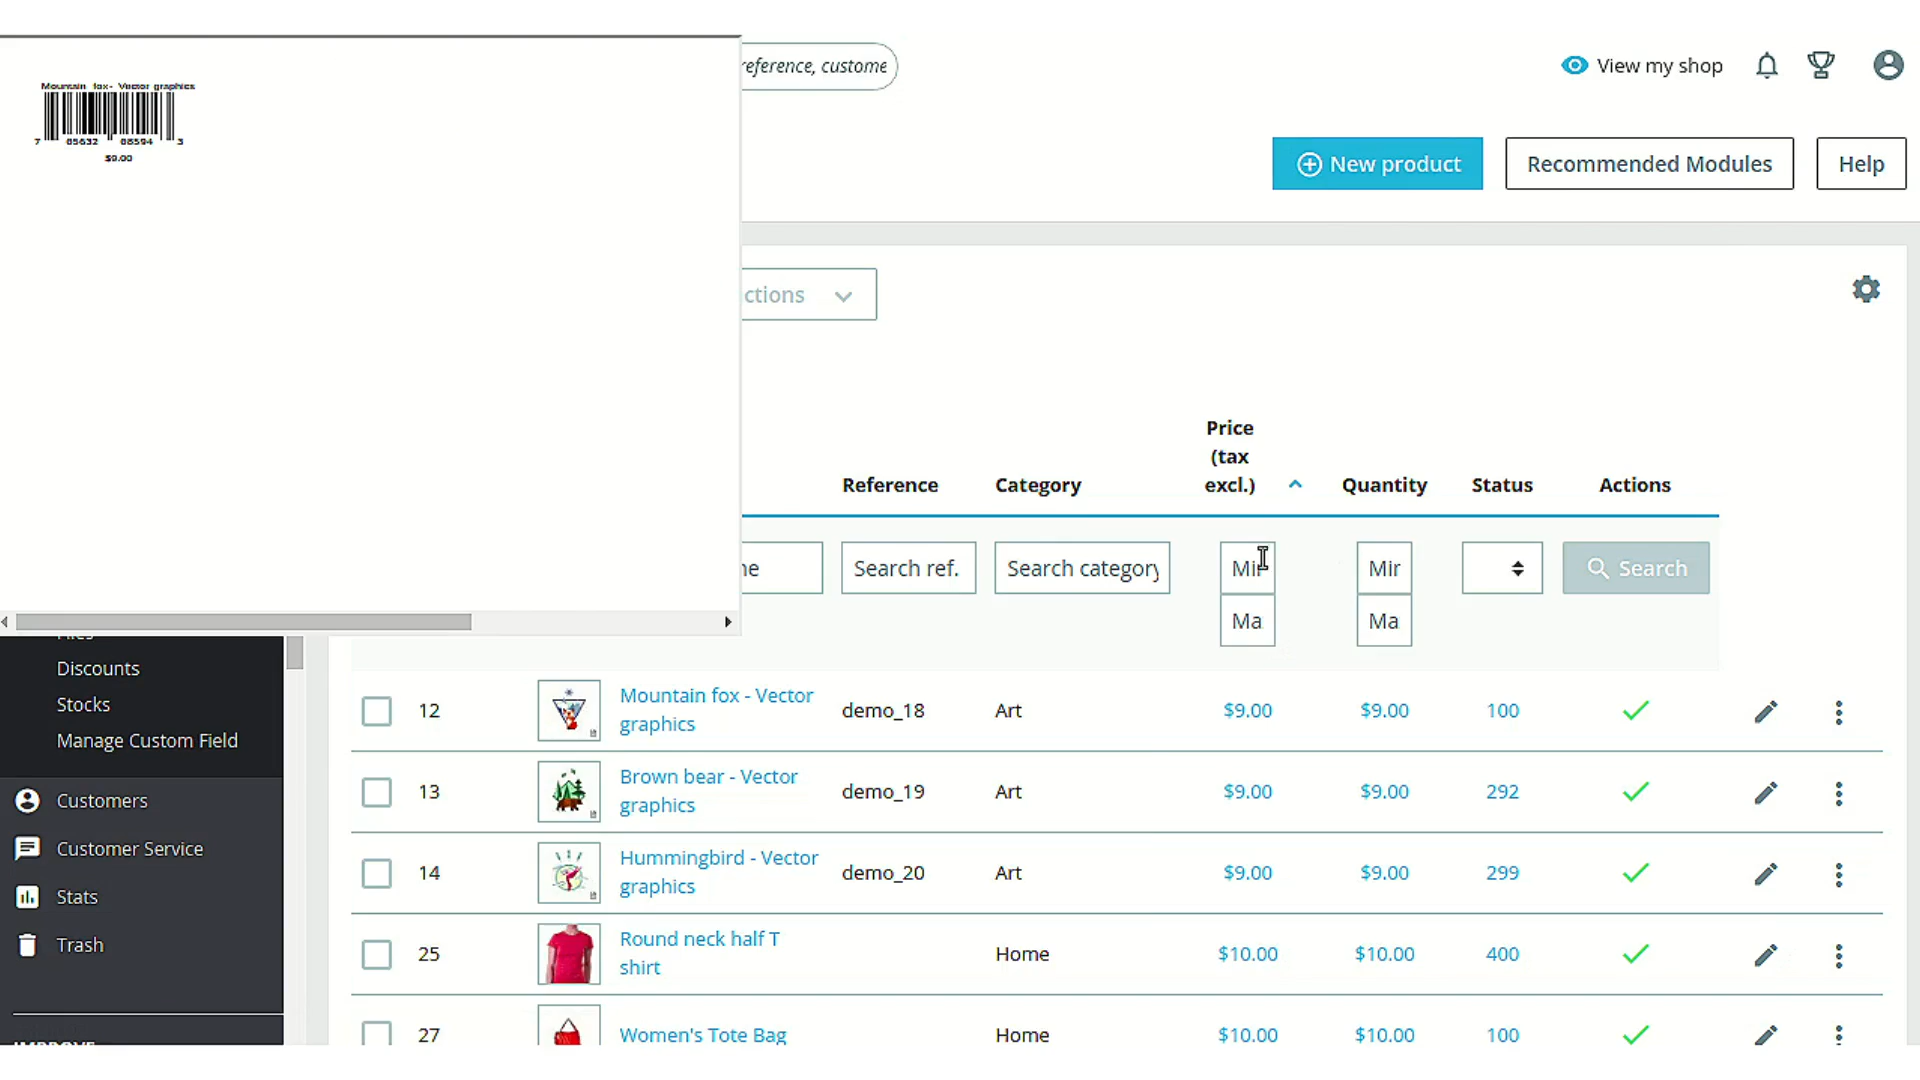 Mountain fox - Vector graphics
7 65632 08594 3
$9.00
reference, custome
View my shop
New product
Recommended Modules
Help
ctions
Price
(tax
excl.)
Reference
Category
Quantity
Status
Actions
ne
Search ref.
Search category
Mir
Mir
Search
Ma
Ma
Discounts
Stocks
Manage Custom Field
Customers
Customer Service
Stats
Trash
12 Mountain fox - Vector
graphics
demo_18 Art $9.00 $9.00 100
13 Brown bear - Vector
graphics
demo_19 Art $9.00 $9.00 292
14 Hummingbird - Vector
graphics
demo_20 Art $9.00 $9.00 299
25 Round neck half T
shirt
Home $10.00 $10.00 400
27 Women's Tote Bag Home $10.00 $10.00 100